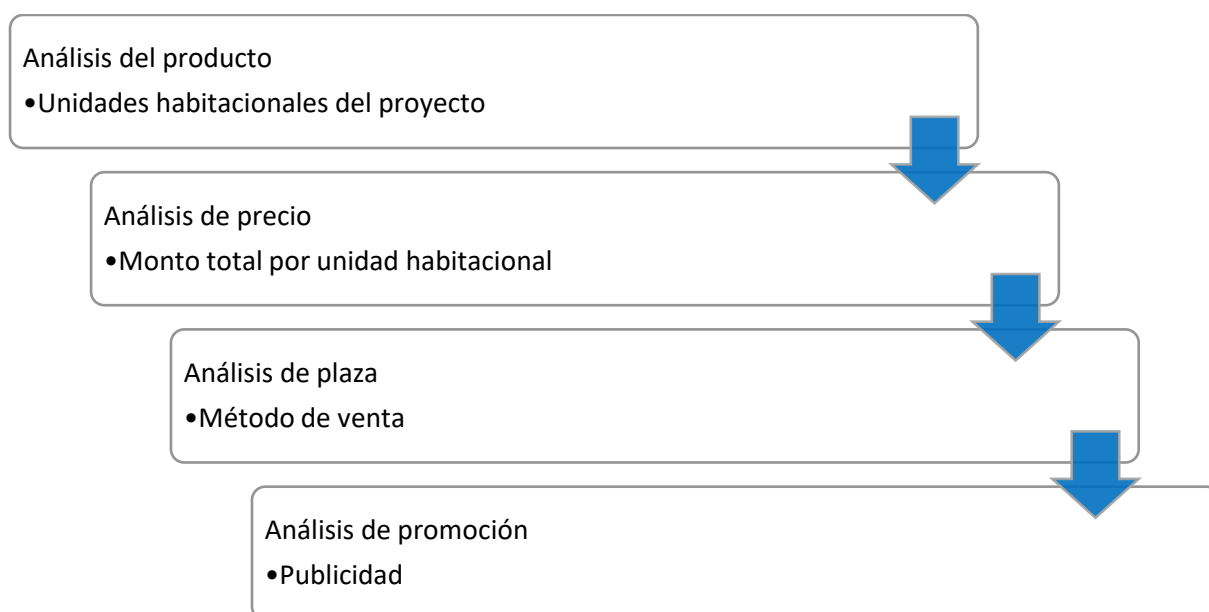 Análisis del producto
•Unidades habitacionales del proyecto
Análisis de precio
•Monto total por unidad habitacional
Análisis de plaza
•Método de venta
Análisis de promoción
•Publicidad